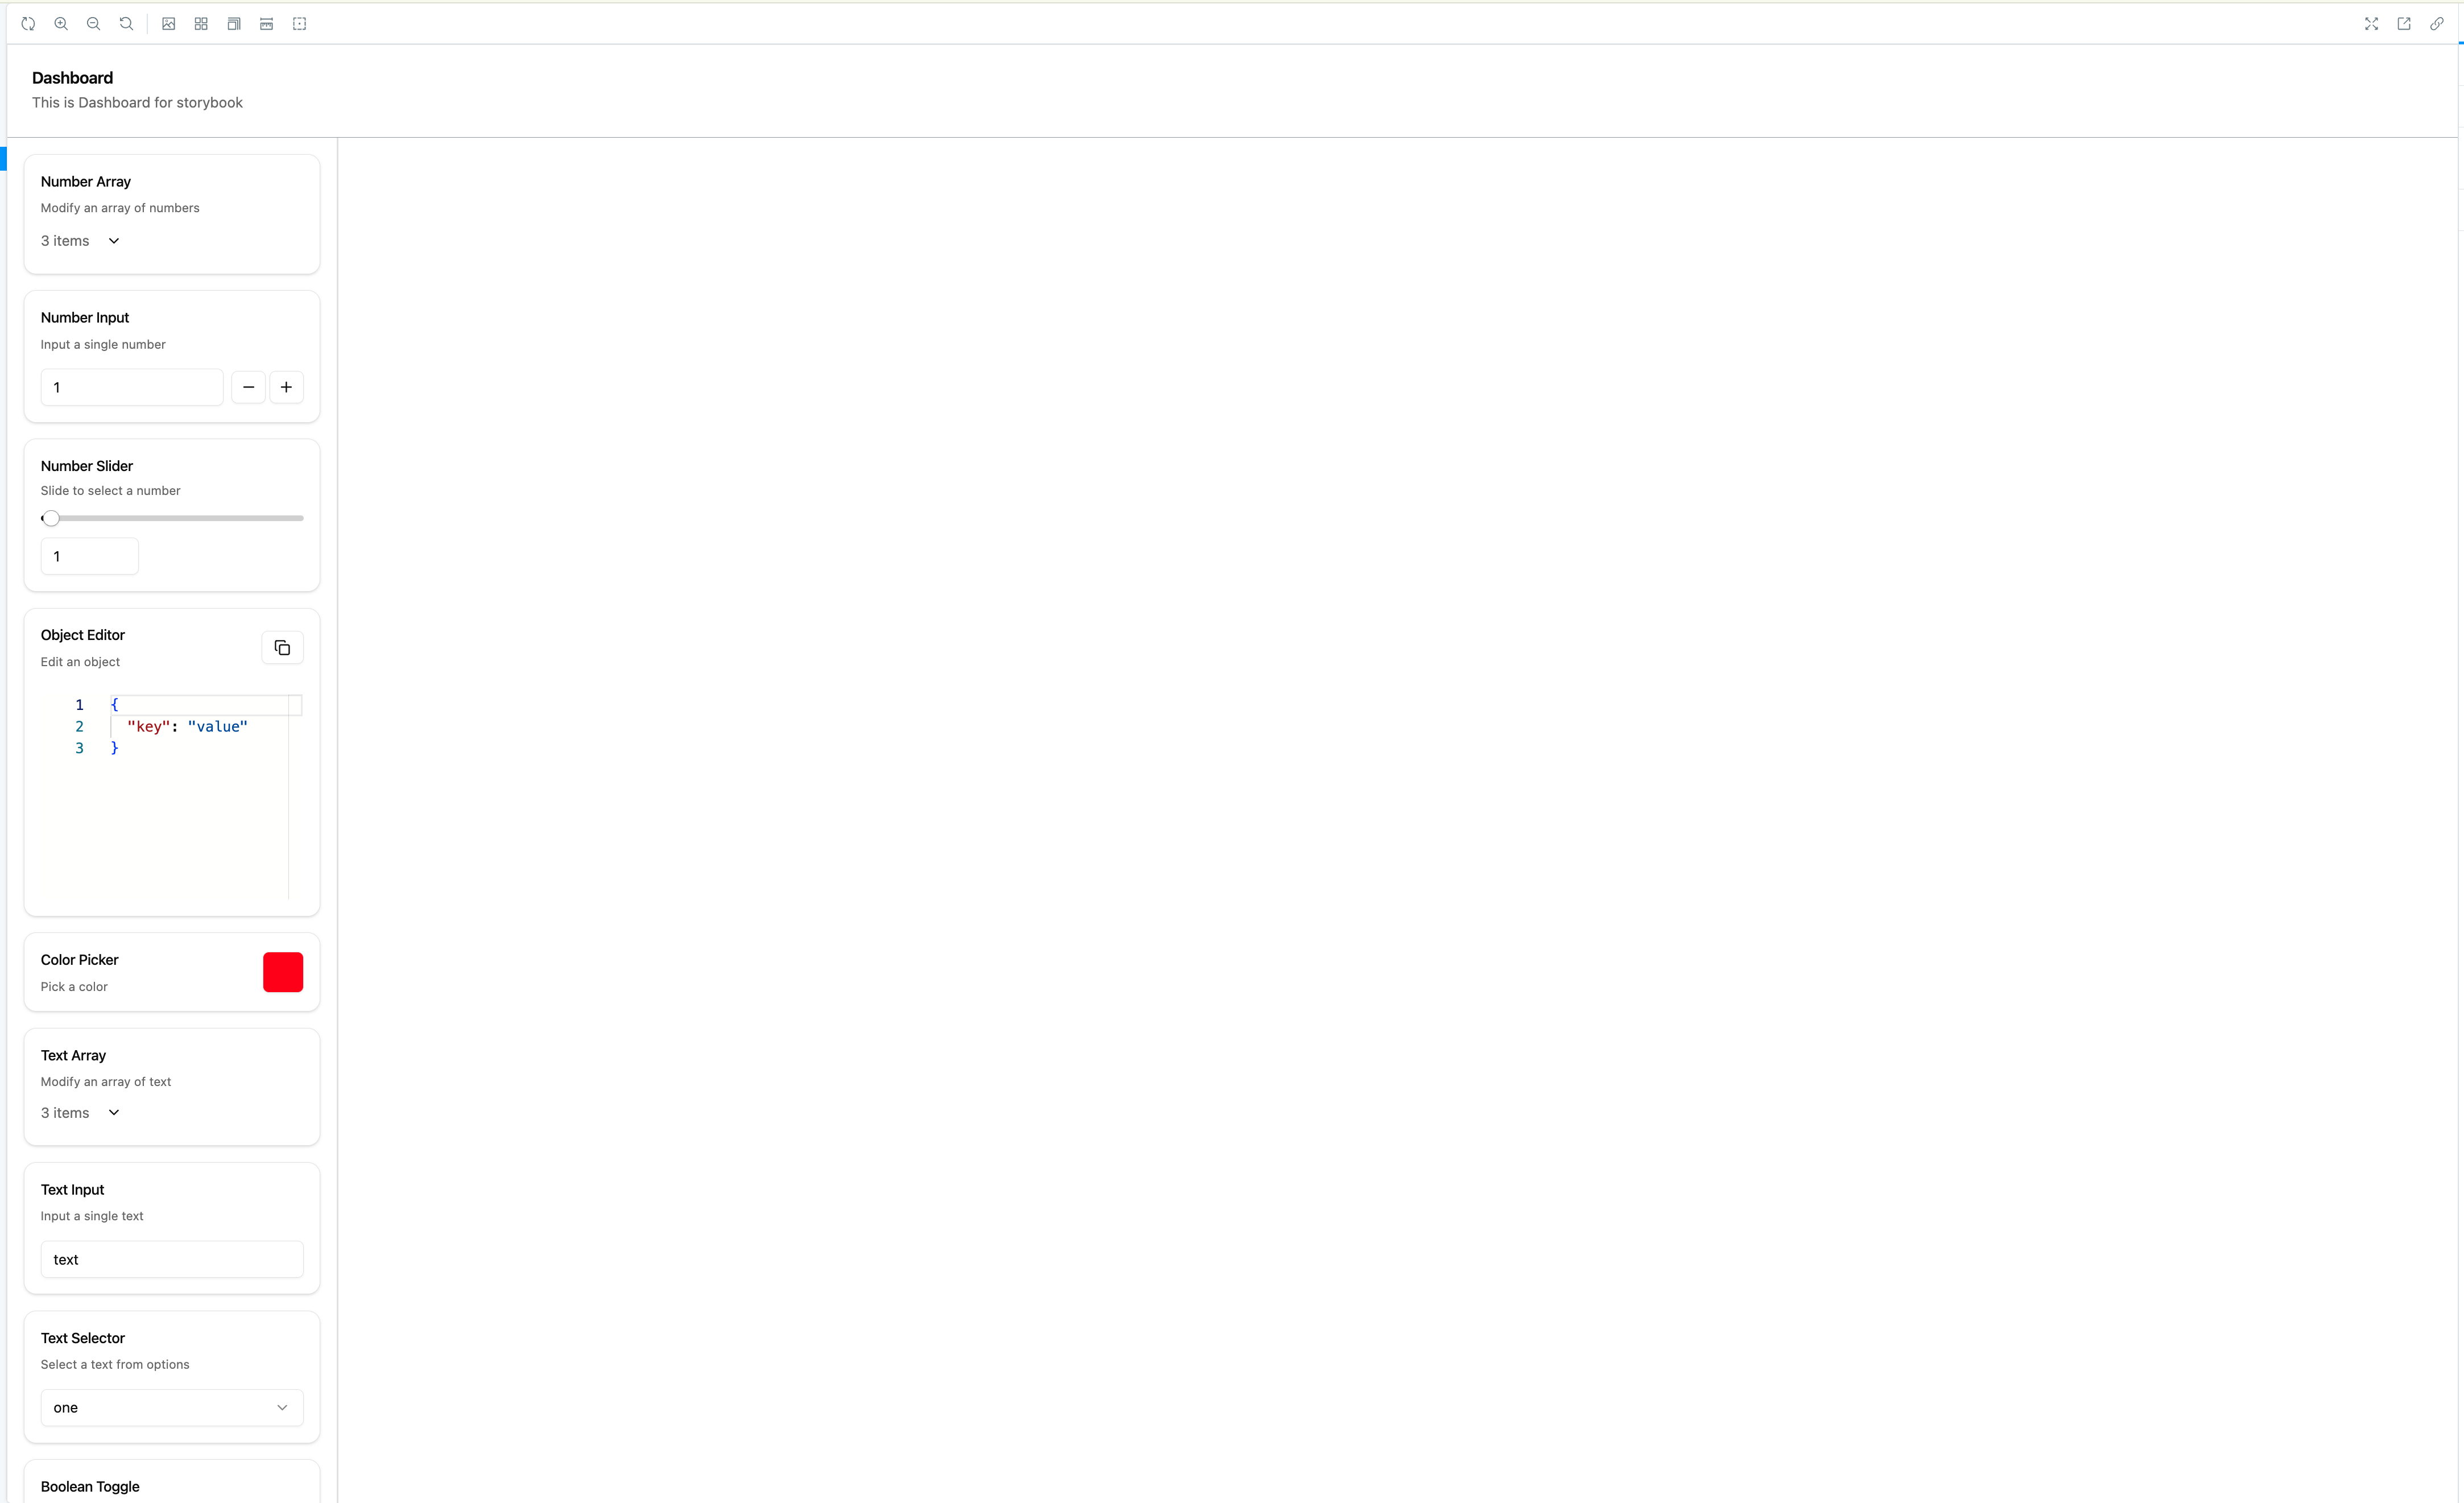 Dashboard
This is Dashboard for storybook
Number Array
Modify an array of numbers
3 items
Number Input
Input a single number
1
Number Slider
Slide to select a number
1
Object Editor
Edit an object
1 {
2 "key": "value"
3 }
Color Picker
Pick a color
Text Array
Modify an array of text
3 items
Text Input
Input a single text
text
Text Selector
Select a text from options
one
Boolean Toggle